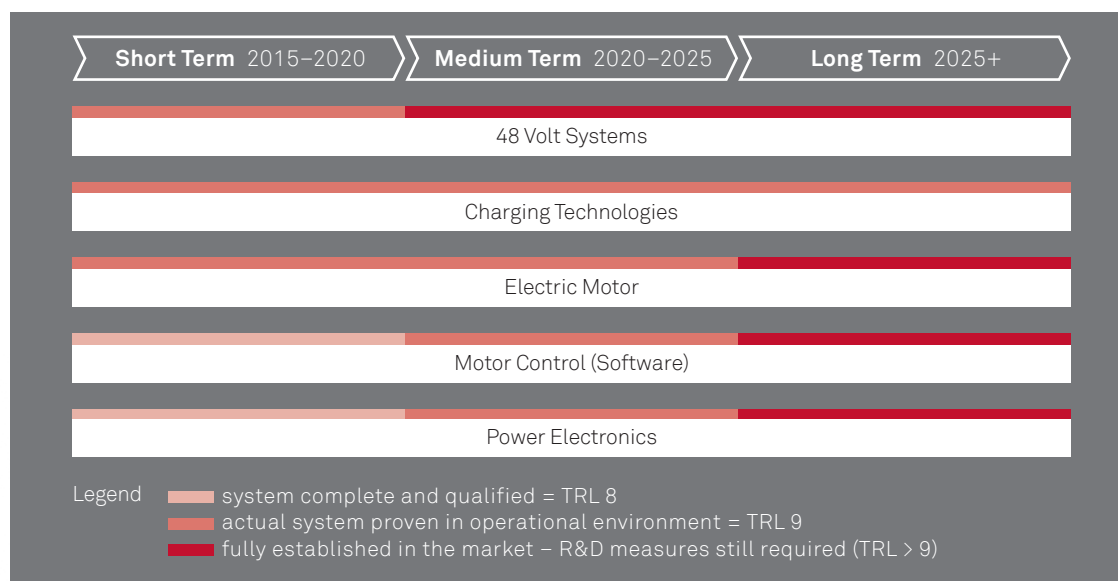 Short Term 2015–2020
Medium Term 2020–2025
Long Term 2025+
48 Volt Systems
Charging Technologies
Electric Motor
Motor Control (Software)
Power Electronics
Legend
system complete and qualified = TRL 8
actual system proven in operational environment = TRL 9
fully established in the market – R&D measures still required (TRL > 9)